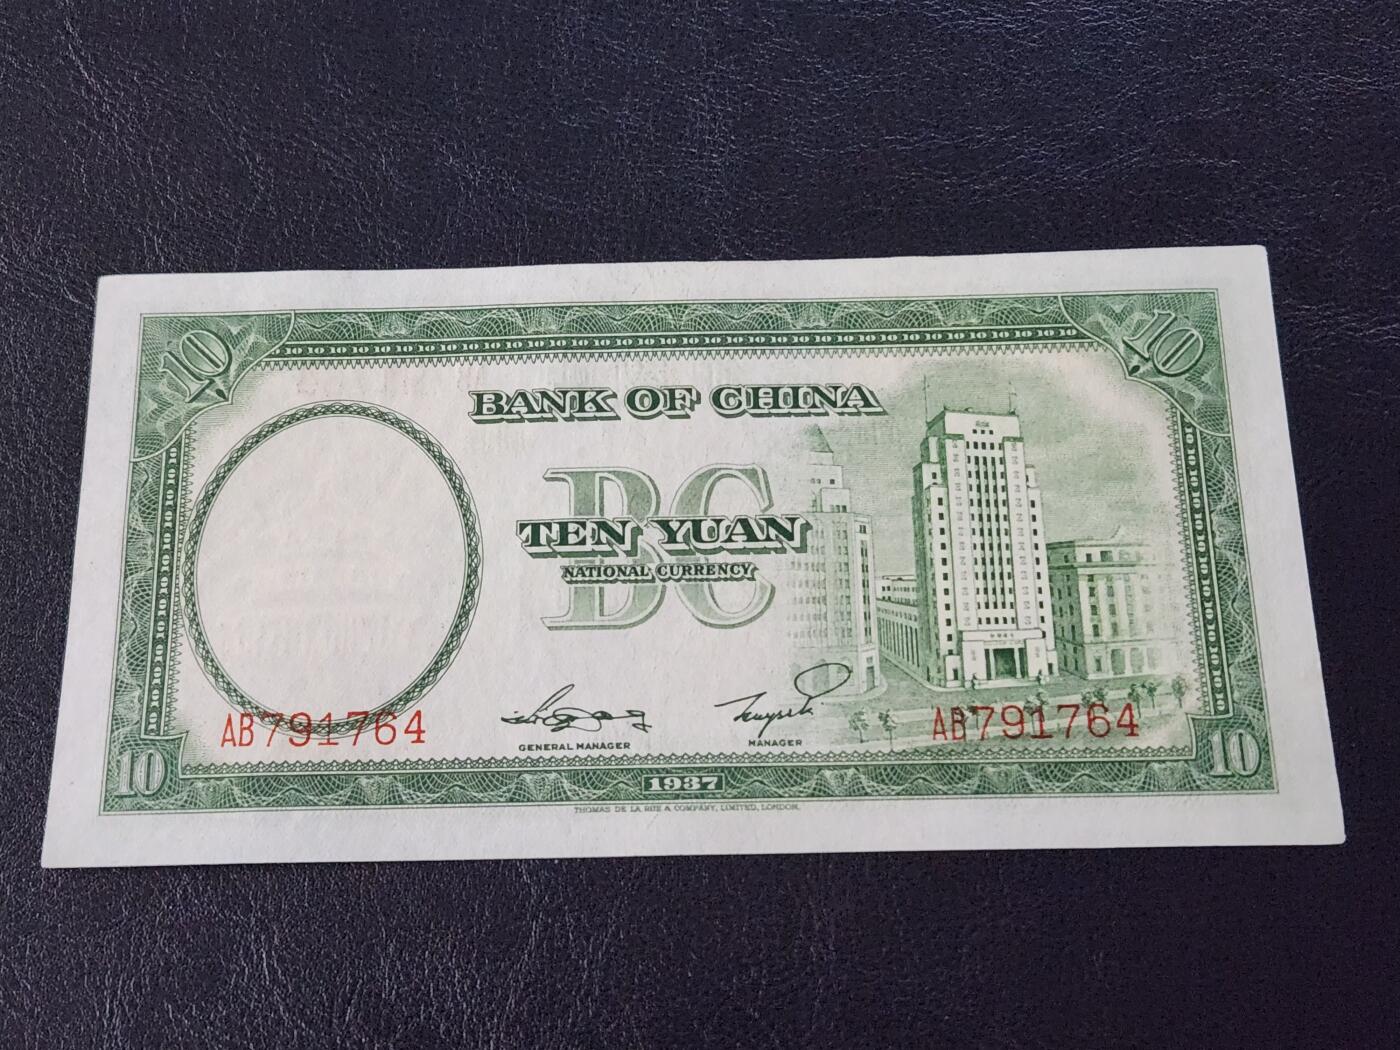 10 10
BANK OF CHINA
BC
TEN YUAN
NATIONAL CURRENCY
BC
AB791764 AB791764
GENERAL MANAGER MANAGER
10 1937 10
THOMAS DE LA RUE & COMPANY, LIMITED, LONDON.